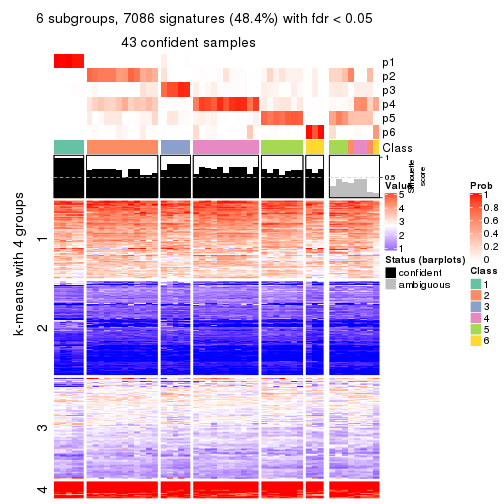 6 subgroups, 7086 signatures (48.4%) with fdr < 0.05
43 confident samples
p1
p2
p3
p4
p5
p6
Class
1
0.5
0
Silhouette
score
k-means with 4 groups
1
2
3
4
Value
5
4
3
2
1
Status (barplots)
confident
ambiguous
Prob
1
0.8
0.6
0.4
0.2
0
Class
1
2
3
4
5
6